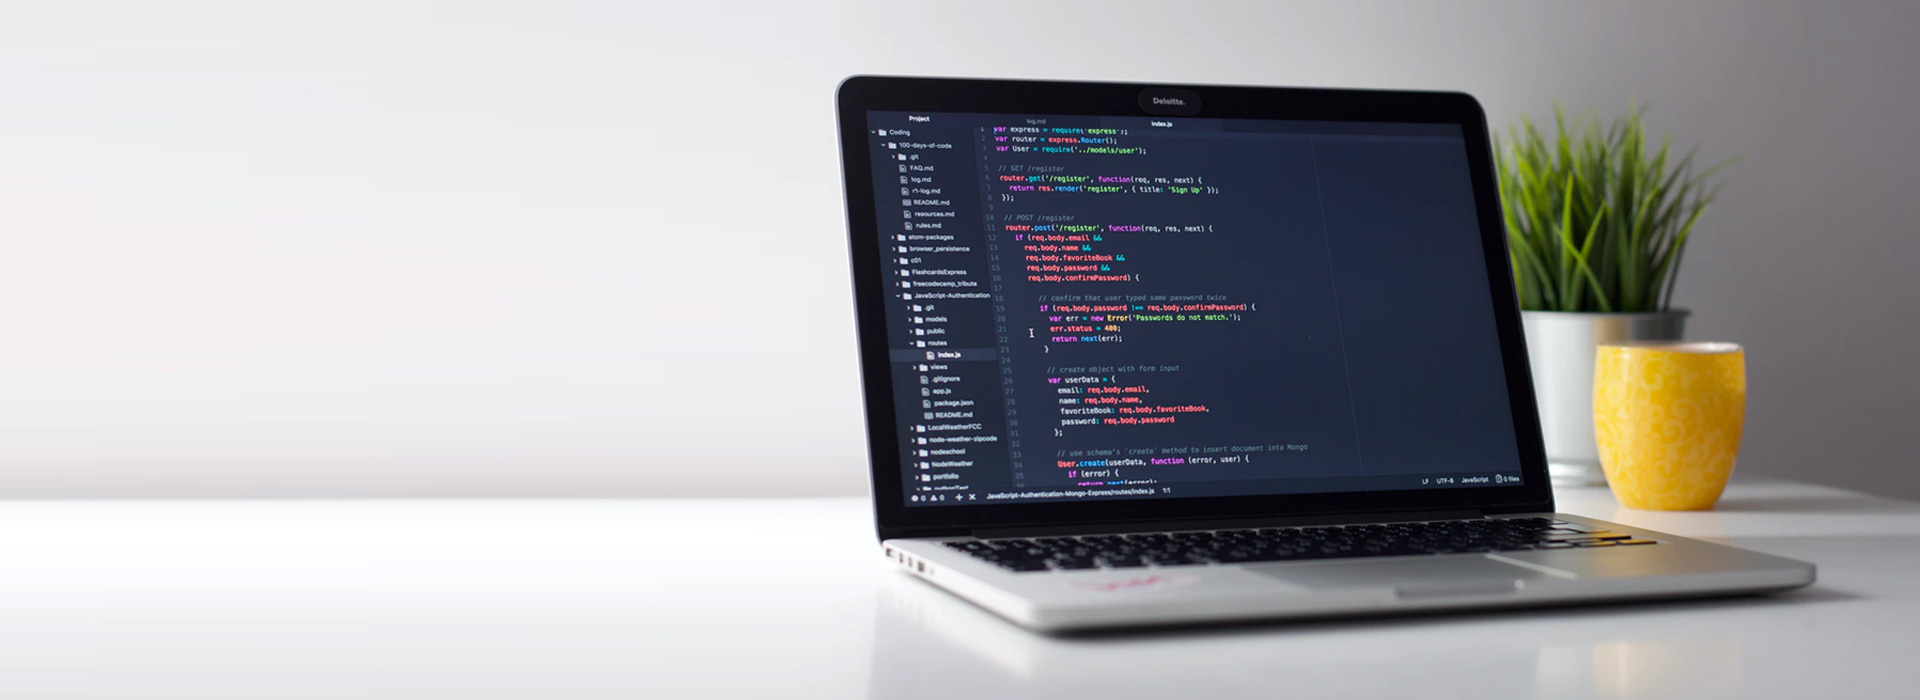 Deloitte.
Project
Coding
100-days-of-code
.git
FAQ.md
log.md
r1-log.md
README.md
resources.md
rules.md
atom-packages
browser_persistence
c01
FlashcardsExpress
freecodecamp_tribute
JavaScript-Authentication
.git
models
public
routes
index.js
views
.gitignore
app.js
package.json
README.md
LocalWeatherFCC
node-weather-zipcode
nodeschool
NodeWeather
portfolio
log.md index.js
1 var express = require('express');
2 var router = express.Router();
3 var User = require('../models/user');
4
5 // GET /register
6 router.get('/register', function(req, res, next) {
7 return res.render('register', { title: 'Sign Up' });
8 });
9
10 // POST /register
11 router.post('/register', function(req, res, next) {
12 if (req.body.email &&
13 req.body.name &&
14 req.body.favoriteBook &&
15 req.body.password &&
16 req.body.confirmPassword) {
17
18 // confirm that user typed same password twice
19 if (req.body.password !== req.body.confirmPassword) {
20 var err = new Error('Passwords do not match.');
21 err.status = 400;
22 return next(err);
23 }
24
25 // create object with form input
26 var userData = {
27 email: req.body.email,
28 name: req.body.name,
29 favoriteBook: req.body.favoriteBook,
30 password: req.body.password
31 };
32
33 // use schema's `create` method to insert document into Mongo
34 User.create(userData, function (error, user) {
35 if (error) {
return next(error);
0 0 JavaScript-Authentication-Mongo-Express/routes/index.js 1:1 LF UTF-8 JavaScript 0 files